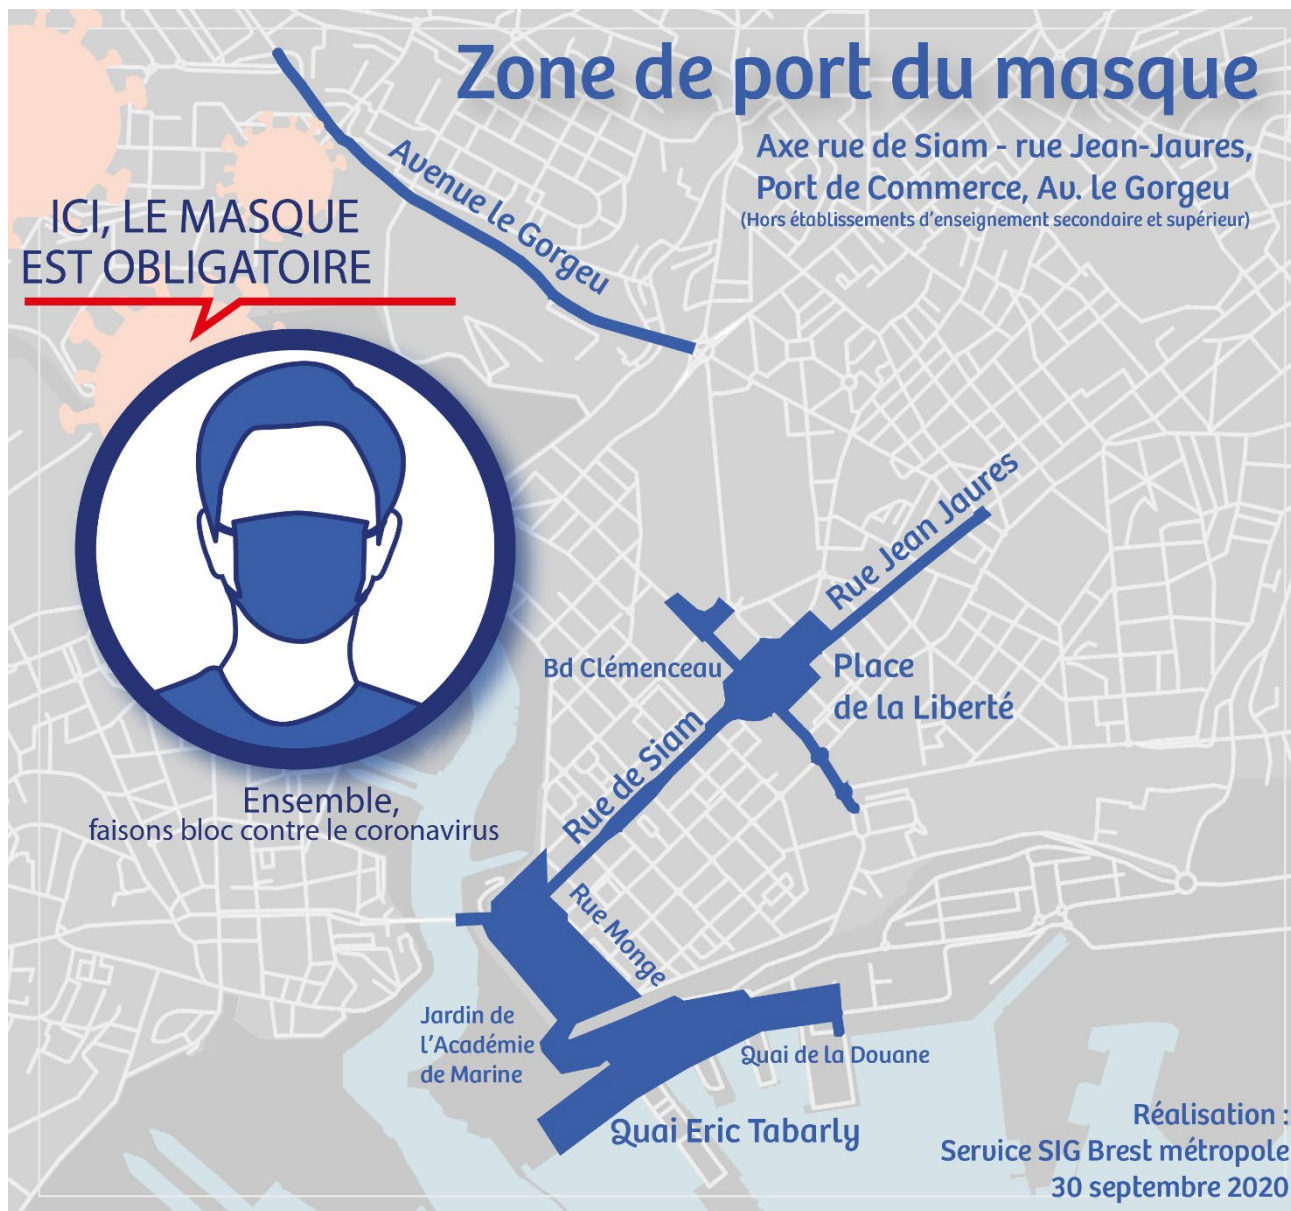 Zone de port du masque
Axe rue de Siam - rue Jean-Jaures,
Port de Commerce, Av. le Gorgeu
(Hors établissements d'enseignement secondaire et supérieur)
Avenue le Gorgeu
ICI, LE MASQUE
EST OBLIGATOIRE
Ensemble,
faisons bloc contre le coronavirus
Rue Jean Jaures
Bd Clémenceau
Place
de la Liberté
Rue de Siam
Rue Monge
Jardin de
L'Académie
de Marine
Quai de la Douane
Quai Eric Tabarly
Réalisation :
Service SIG Brest métropole
30 septembre 2020